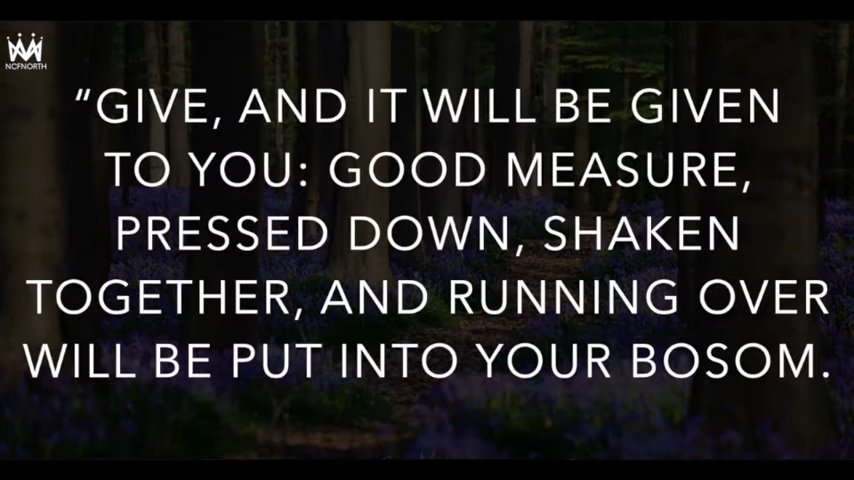 NCFNORTH
“GIVE, AND IT WILL BE GIVEN
TO YOU: GOOD MEASURE,
PRESSED DOWN, SHAKEN
TOGETHER, AND RUNNING OVER
WILL BE PUT INTO YOUR BOSOM.